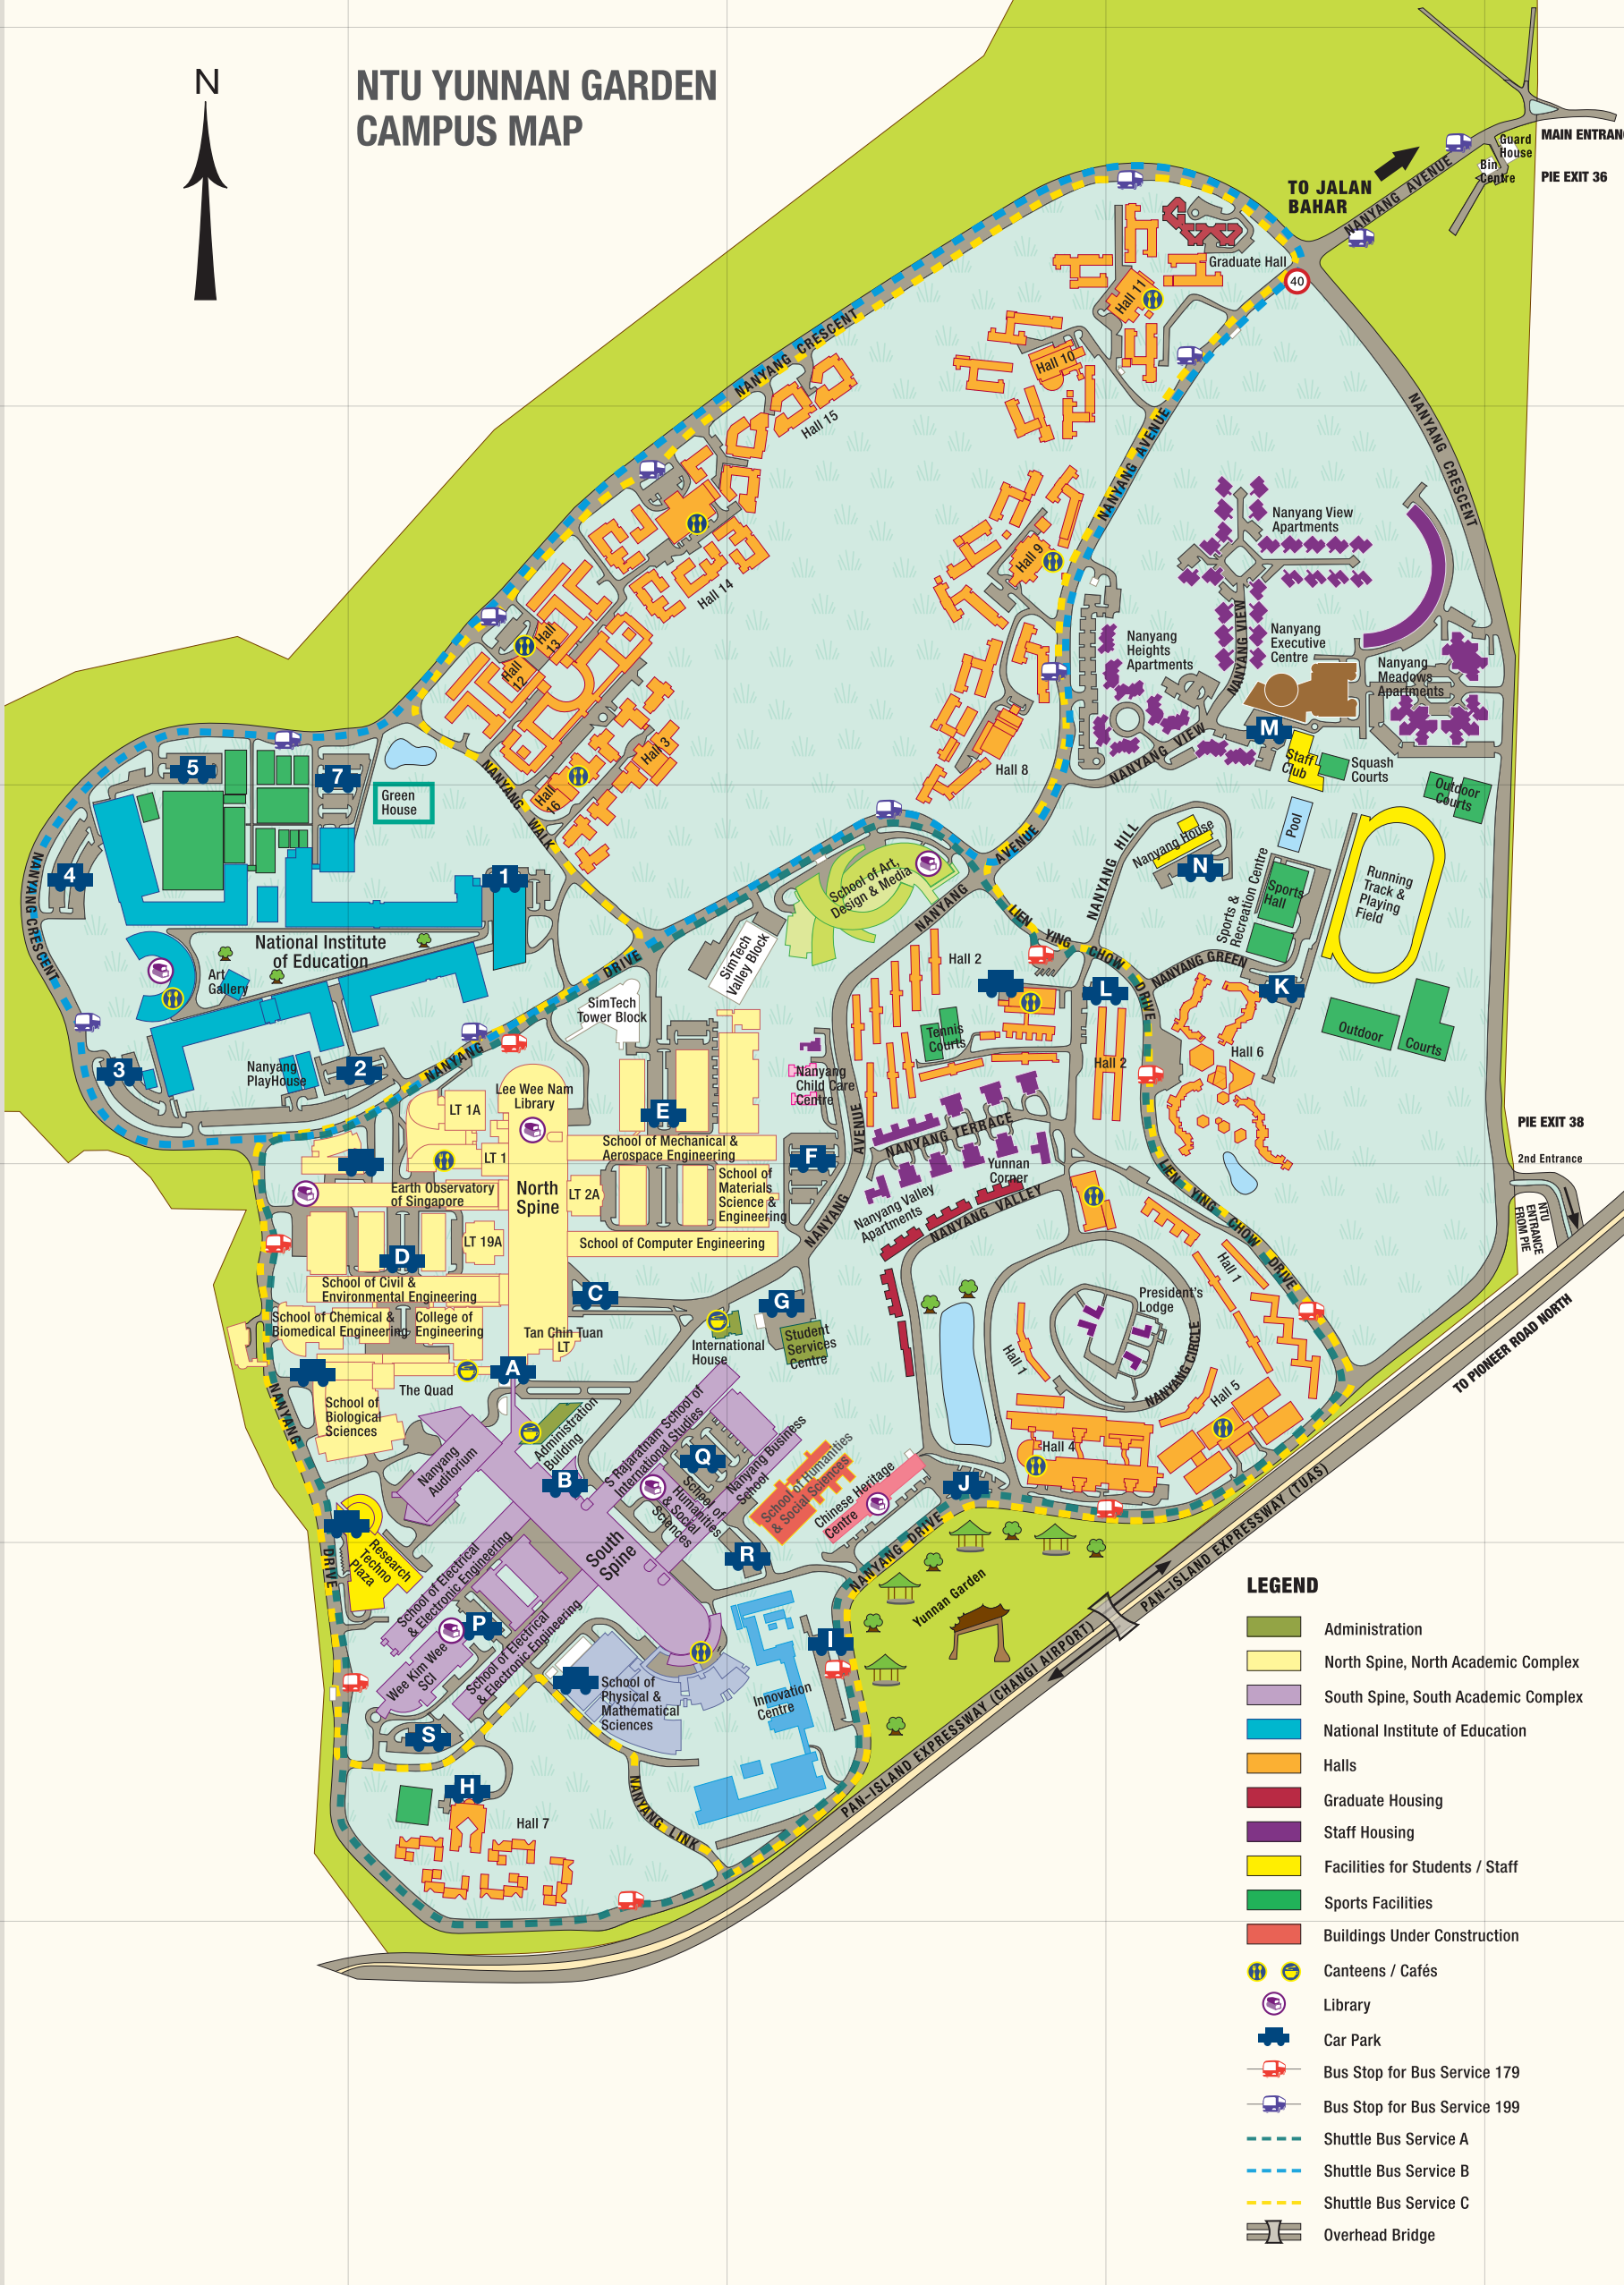 N
NTU YUNNAN GARDEN
CAMPUS MAP
MAIN ENTRAN
Guard
House
Bin
Centre
PIE EXIT 36
TO JALAN
BAHAR
NANYANG AVENUE
40
Graduate Hall
Hall 11
Hall 10
NANYANG CRESCENT
Hall 15
NANYANG AVENUE
NANYANG CRESCENT
Hall 14
Hall 9
Nanyang View
Apartments
Hall
13
Hall
12
Nanyang
Heights
Apartments
NANYANG VIEW
Nanyang
Executive
Centre
Nanyang
Meadows
Apartments
Hall 3
Hall
16
Hall 8
NANYANG VIEW
M
Staff
Club
Squash
Courts
Outdoor
Courts
5
7
Green
House
NANYANG
WALK
4
1
NANYANG CRESCENT
National Institute
of Education
Art
Gallery
School of Art,
Design & Media
AVENUE
NANYANG
NANYANG HILL
Nanyang House
N
Pool
Sports &
Recreation Centre
Sports
Hall
Running
Track &
Playing
Field
LIEN
YING
CHOW
DRIVE
NANYANG GREEN
K
L
Hall 2
SimTech
Valley Block
SimTech
Tower Block
NANYANG
DRIVE
Tennis
Courts
Hall 2
Hall 6
Outdoor
Courts
3
2
Nanyang
PlayHouse
Lee Wee Nam
Library
LT 1A
LT 1
E
Nanyang
Child Care
Centre
School of Mechanical &
Aerospace Engineering
F
NANYANG
AVENUE
NANYANG TERRACE
Yunnan
Corner
Nanyang Valley
Apartments
NANYANG VALLEY
PIE EXIT 38
2nd Entrance
NTU
ENTRANCE
FROM PIE
Earth Observatory
of Singapore
North
Spine
LT 2A
School of
Materials
Science &
Engineering
LT 19A
School of Computer Engineering
D
School of Civil &
Environmental Engineering
C
G
School of Chemical &
Biomedical Engineering
College of
Engineering
Tan Chin Tuan
LT
International
House
Student
Services
Centre
LIEN YING CHOW DRIVE
Hall 1
President's
Lodge
Hall 1
NANYANG CIRCLE
TO PIONEER ROAD NORTH
A
The Quad
School of
Biological
Sciences
NANYANG
DRIVE
Nanyang
Auditorium
Administration
Building
B
S Rajaratnam School of
International Studies
Q
Nanyang Business
School
School of
Humanities
& Social
Sciences
School of Humanities
& Social Sciences
Chinese Heritage
Centre
J
Hall 4
Hall 5
R
South
Spine
Research
Techno
Plaza
School of Electrical
& Electronic Engineering
P
Wee Kim Wee
SCI
School of Electrical
& Electronic Engineering
NANYANG DRIVE
Yunnan Garden
I
School of
Physical &
Mathematical
Sciences
Innovation
Centre
S
H
Hall 7
NANYANG LINK
PAN-ISLAND EXPRESSWAY (CHANGI AIRPORT)
PAN-ISLAND EXPRESSWAY (TUAS)
LEGEND
Administration
North Spine, North Academic Complex
South Spine, South Academic Complex
National Institute of Education
Halls
Graduate Housing
Staff Housing
Facilities for Students / Staff
Sports Facilities
Buildings Under Construction
Canteens / Cafés
Library
Car Park
Bus Stop for Bus Service 179
Bus Stop for Bus Service 199
Shuttle Bus Service A
Shuttle Bus Service B
Shuttle Bus Service C
Overhead Bridge